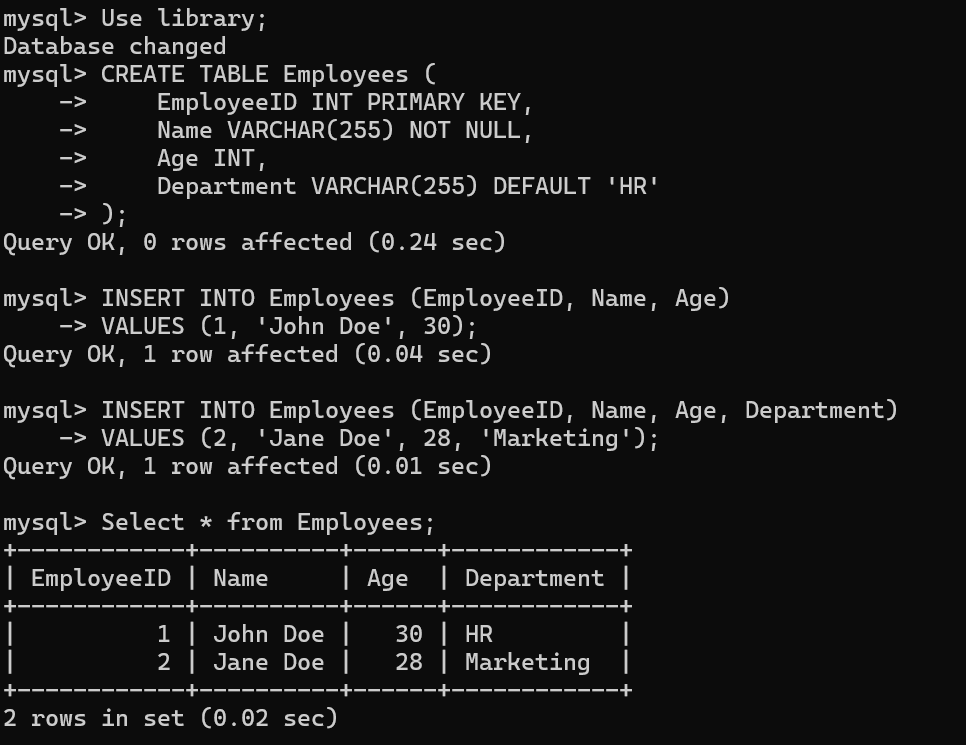 mysql> Use library;
Database changed
mysql> CREATE TABLE Employees (
    ->     EmployeeID INT PRIMARY KEY,
    ->     Name VARCHAR(255) NOT NULL,
    ->     Age INT,
    ->     Department VARCHAR(255) DEFAULT 'HR'
    -> );
Query OK, 0 rows affected (0.24 sec)

mysql> INSERT INTO Employees (EmployeeID, Name, Age)
    -> VALUES (1, 'John Doe', 30);
Query OK, 1 row affected (0.04 sec)

mysql> INSERT INTO Employees (EmployeeID, Name, Age, Department)
    -> VALUES (2, 'Jane Doe', 28, 'Marketing');
Query OK, 1 row affected (0.01 sec)

mysql> Select * from Employees;
+------------+----------+------+------------+
| EmployeeID | Name     | Age  | Department |
+------------+----------+------+------------+
|          1 | John Doe |   30 | HR         |
|          2 | Jane Doe |   28 | Marketing  |
+------------+----------+------+------------+
2 rows in set (0.02 sec)